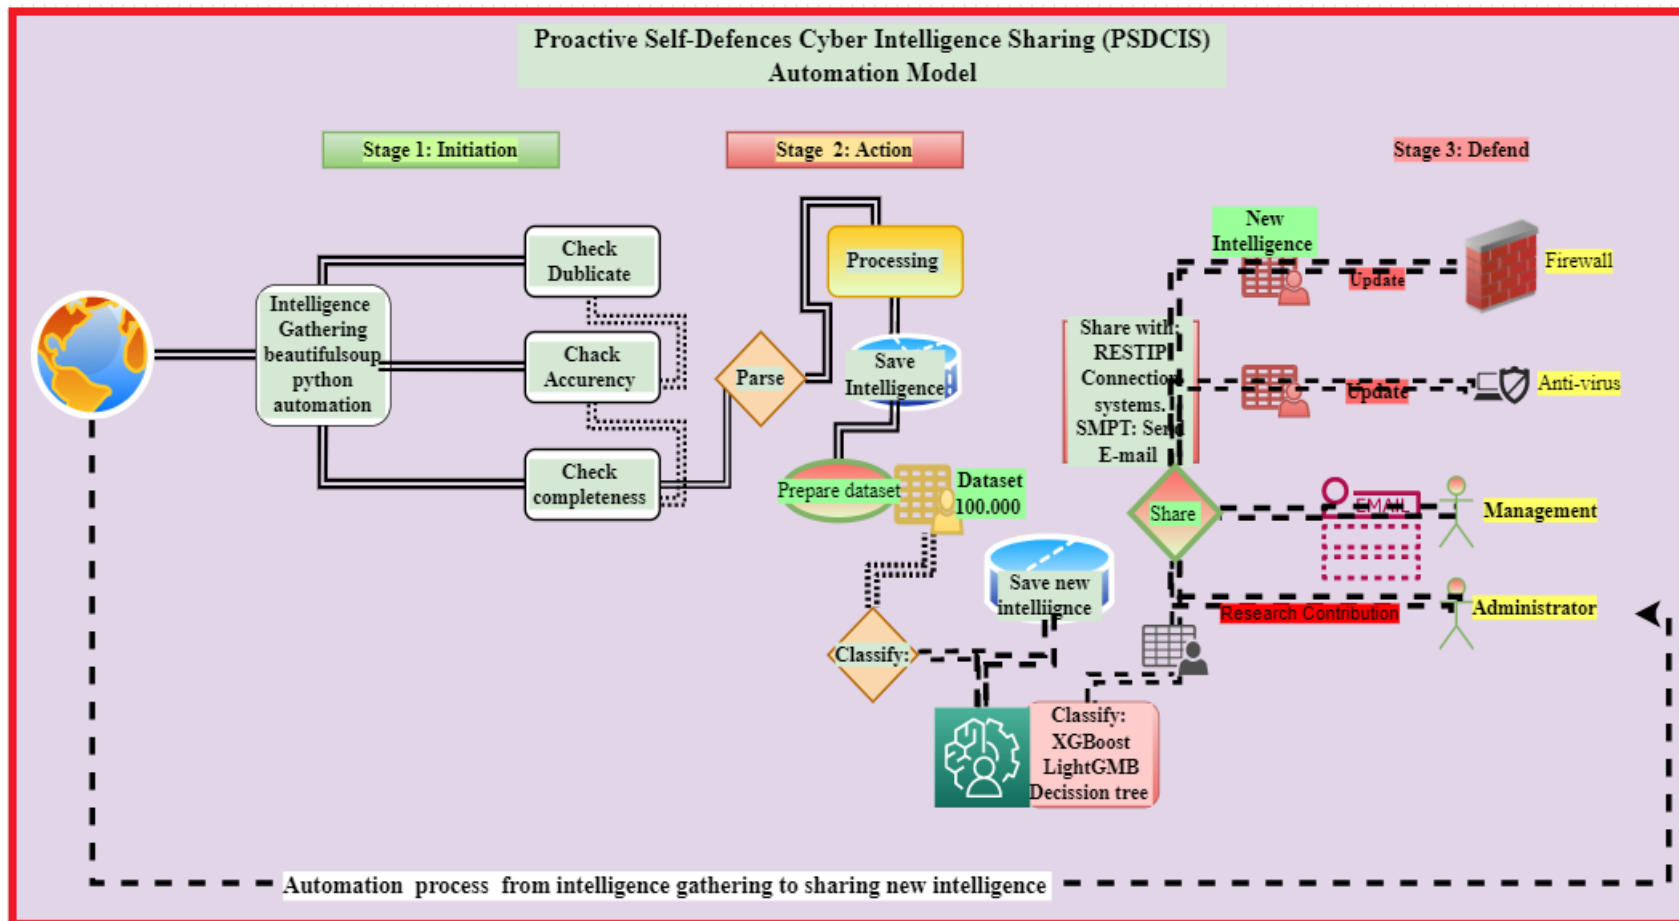 Proactive Self-Defences Cyber Intelligence Sharing (PSDCIS)
Automation Model
Stage 1: Initiation
Stage 2: Action
Stage 3: Defend
Intelligence
Gathering
beautifulsoup
python
automation
Check
Dublicate
Chack
Accurency
Check
completeness
Parse
Processing
Save
Intelligence
Prepare dataset
Dataset
100.000
Classify:
Save new
intelliignce
Classify:
XGBoost
LightGMB
Decission tree
Share with:
RESTIP
Connection
systems.
SMPT: Send
E-mail
Share
New
Intelligence
Update
Firewall
Update
Anti-virus
EMAIL
Management
Research Contribution
Administrator
Automation process from intelligence gathering to sharing new intelligence